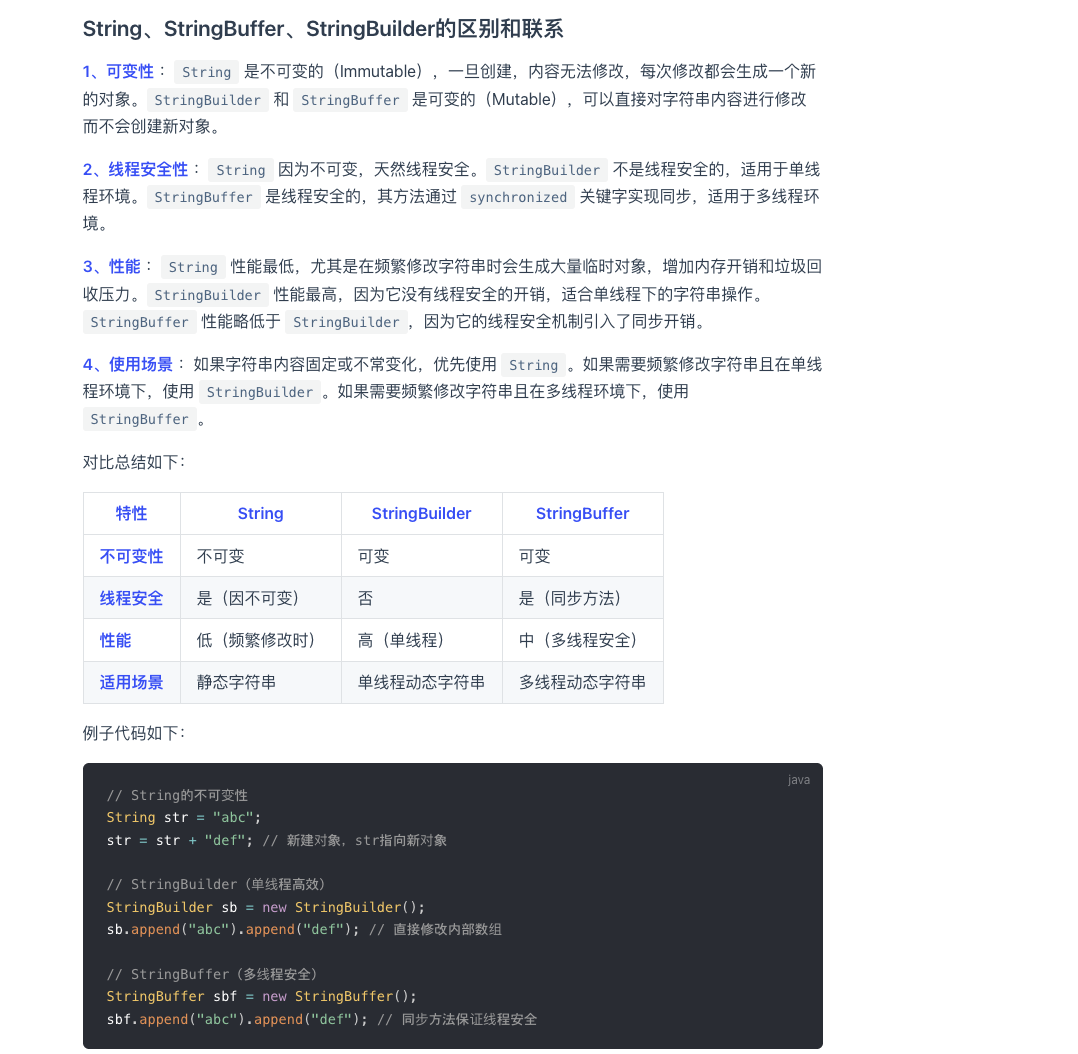 String、StringBuffer、StringBuilder的区别和联系
1、可变性 ： String 是不可变的（Immutable），一旦创建，内容无法修改，每次修改都会生成一个新
的对象。 StringBuilder 和 StringBuffer 是可变的（Mutable），可以直接对字符串内容进行修改
而不会创建新对象。
2、线程安全性 ： String 因为不可变，天然线程安全。 StringBuilder 不是线程安全的，适用于单线
程环境。 StringBuffer 是线程安全的，其方法通过 synchronized 关键字实现同步，适用于多线程环
境。
3、性能 ： String 性能最低，尤其是在频繁修改字符串时会生成大量临时对象，增加内存开销和垃圾回
收压力。 StringBuilder 性能最高，因为它没有线程安全的开销，适合单线程下的字符串操作。
StringBuffer 性能略低于 StringBuilder ，因为它的线程安全机制引入了同步开销。
4、使用场景 ： 如果字符串内容固定或不常变化，优先使用 String 。如果需要频繁修改字符串且在单线
程环境下，使用 StringBuilder 。如果需要频繁修改字符串且在多线程环境下，使用
StringBuffer 。
对比总结如下：
特性 String StringBuilder StringBuffer
不可变性 不可变 可变 可变
线程安全 是（因不可变） 否 是（同步方法）
性能 低（频繁修改时） 高（单线程） 中（多线程安全）
适用场景 静态字符串 单线程动态字符串 多线程动态字符串
例子代码如下：
java
// String的不可变性
String str = "abc";
str = str + "def"; // 新建对象，str指向新对象
// StringBuilder（单线程高效）
StringBuilder sb = new StringBuilder();
sb.append("abc").append("def"); // 直接修改内部数组
// StringBuffer（多线程安全）
StringBuffer sbf = new StringBuffer();
sbf.append("abc").append("def"); // 同步方法保证线程安全